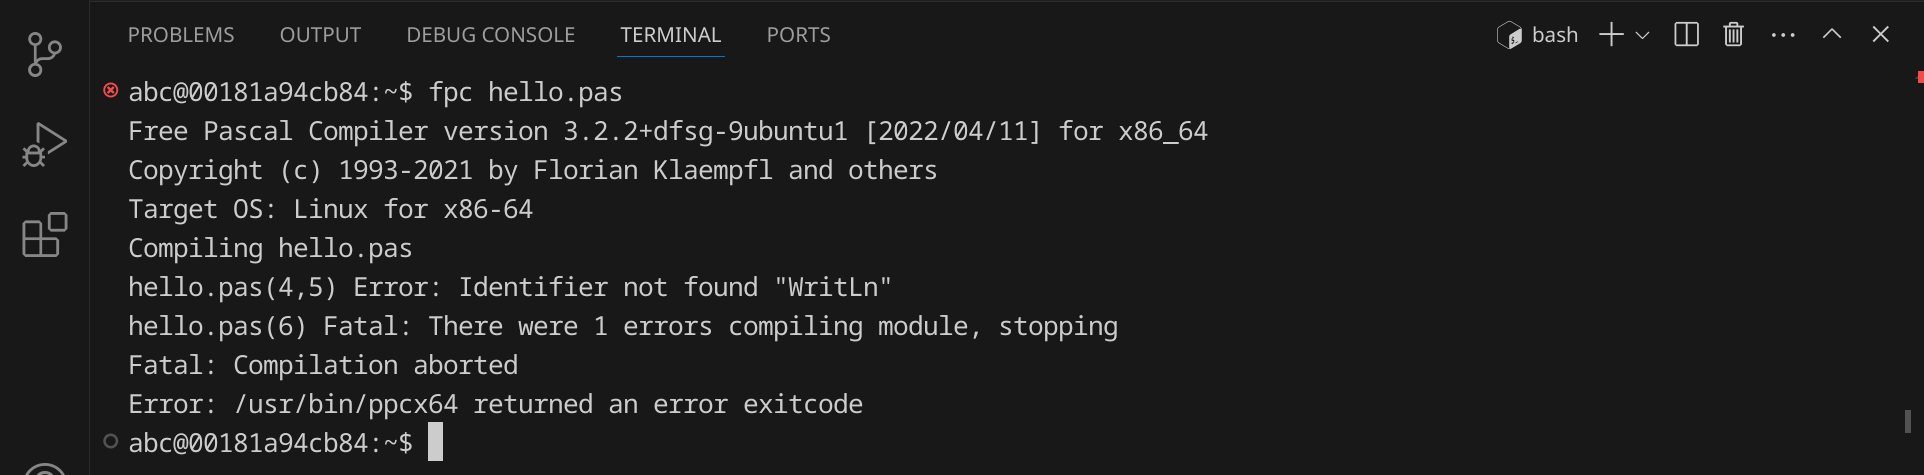 PROBLEMS OUTPUT DEBUG CONSOLE TERMINAL PORTS bash
abc@00181a94cb84:~$ fpc hello.pas
Free Pascal Compiler version 3.2.2+dfsg-9ubuntu1 [2022/04/11] for x86_64
Copyright (c) 1993-2021 by Florian Klaempfl and others
Target OS: Linux for x86-64
Compiling hello.pas
hello.pas(4,5) Error: Identifier not found "WritLn"
hello.pas(6) Fatal: There were 1 errors compiling module, stopping
Fatal: Compilation aborted
Error: /usr/bin/ppcx64 returned an error exitcode
abc@00181a94cb84:~$